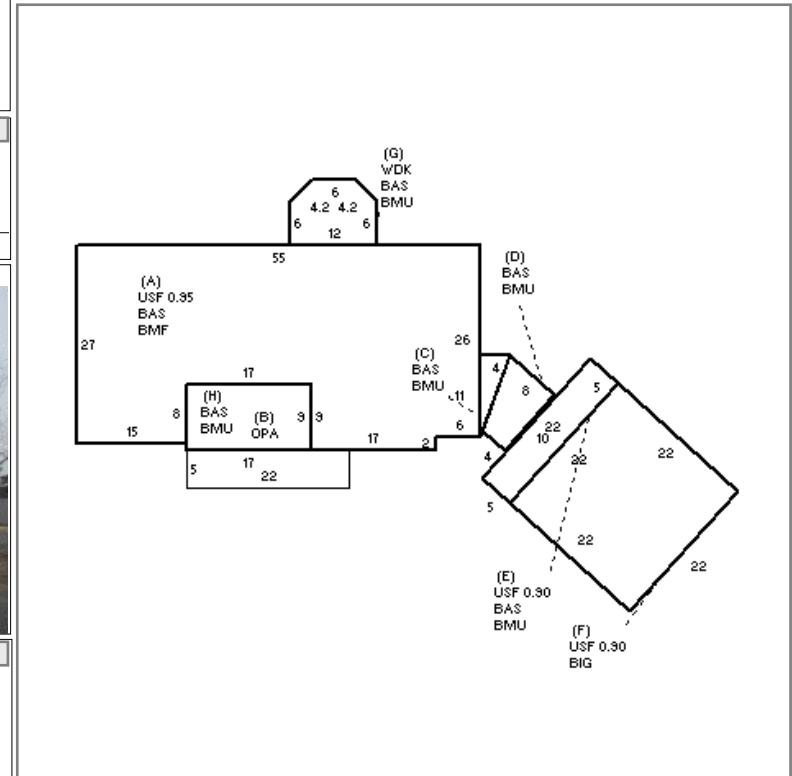 (G)
WDK
BAS
BMU
6
4.2 4.2
6 6
12
55
(A)
USF 0.95
BAS
BMF
(D)
BAS
BMU
27
26
(C)
BAS
BMU
4
8
11
17
5
(H)
BAS
BMU
(B)
OPA
8
9 9
6
15
17
2
22
10
4
22
22
5
17
22
5
22
22
(E)
USF 0.90
BAS
BMU
(F)
USF 0.90
BIG